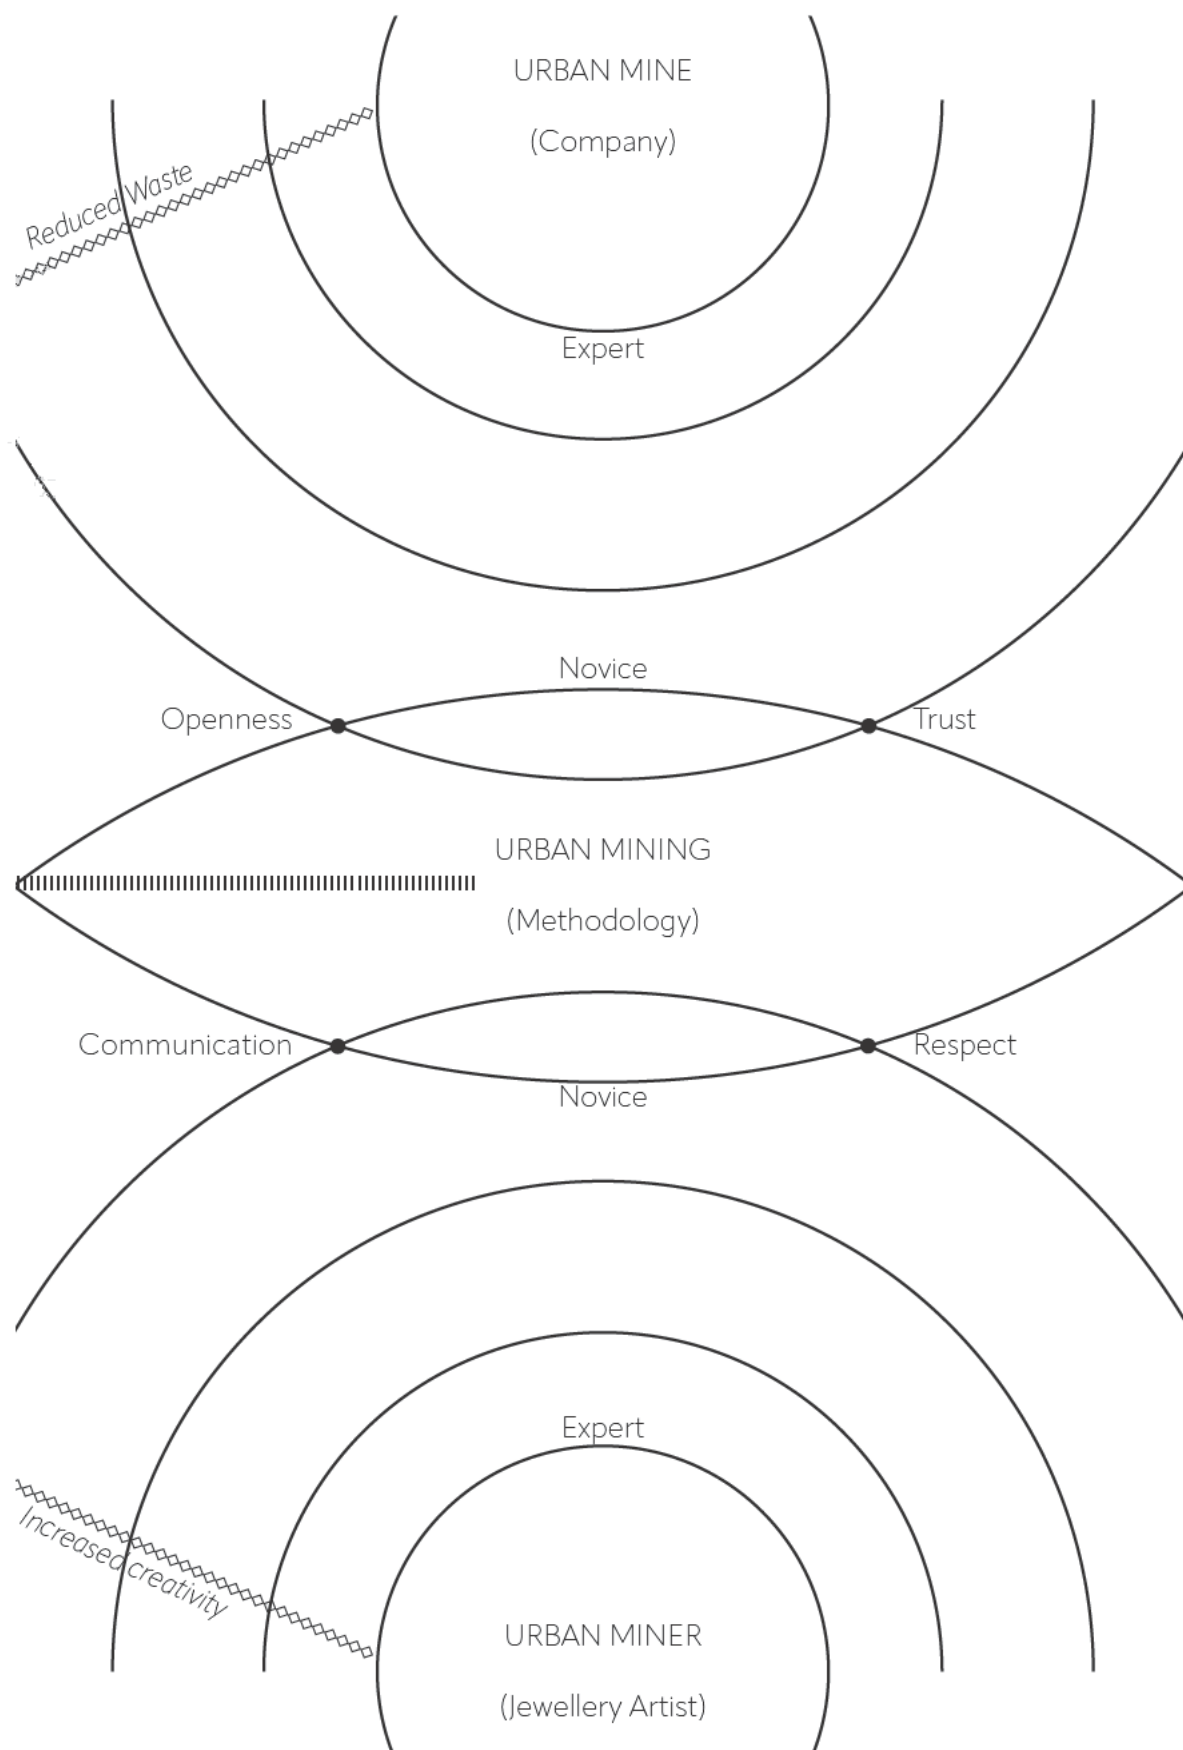 URBAN MINE
(Company)
Reduced Waste
Expert
Novice
Openness
Trust
URBAN MINING
(Methodology)
Communication
Respect
Novice
Expert
Increased creativity
URBAN MINER
(Jewellery Artist)